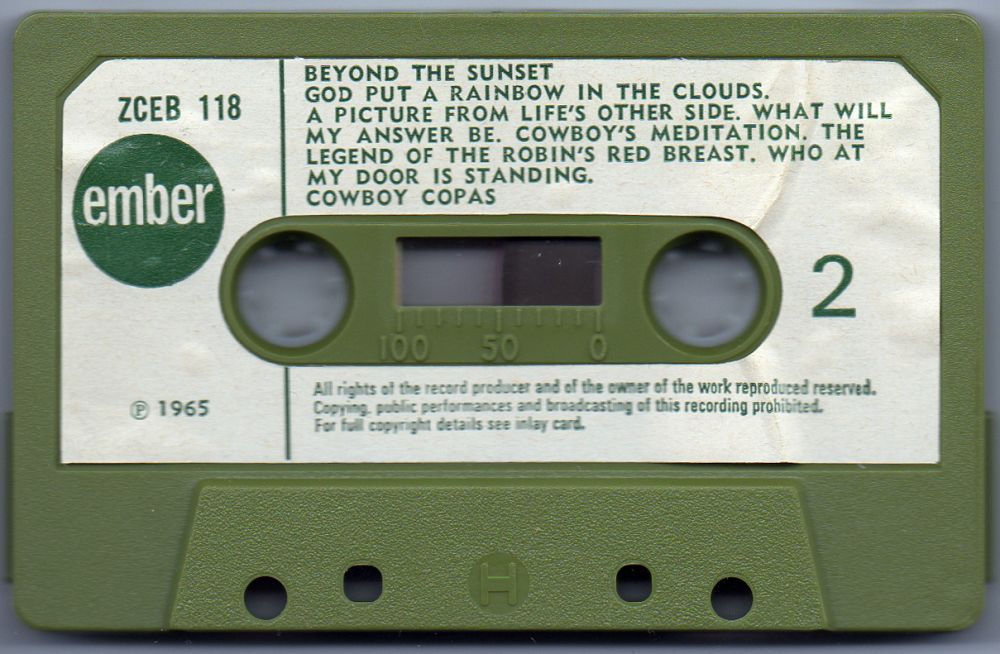 ZCEB 118
ember
℗ 1965
BEYOND THE SUNSET
GOD PUT A RAINBOW IN THE CLOUDS.
A PICTURE FROM LIFE'S OTHER SIDE. WHAT WILL
MY ANSWER BE. COWBOY'S MEDITATION. THE
LEGEND OF THE ROBIN'S RED BREAST. WHO AT
MY DOOR IS STANDING.
COWBOY COPAS
2
100 50 0
All rights of the record producer and of the owner of the work reproduced reserved.
Copying, public performances and broadcasting of this recording prohibited.
For full copyright details see inlay card.
H